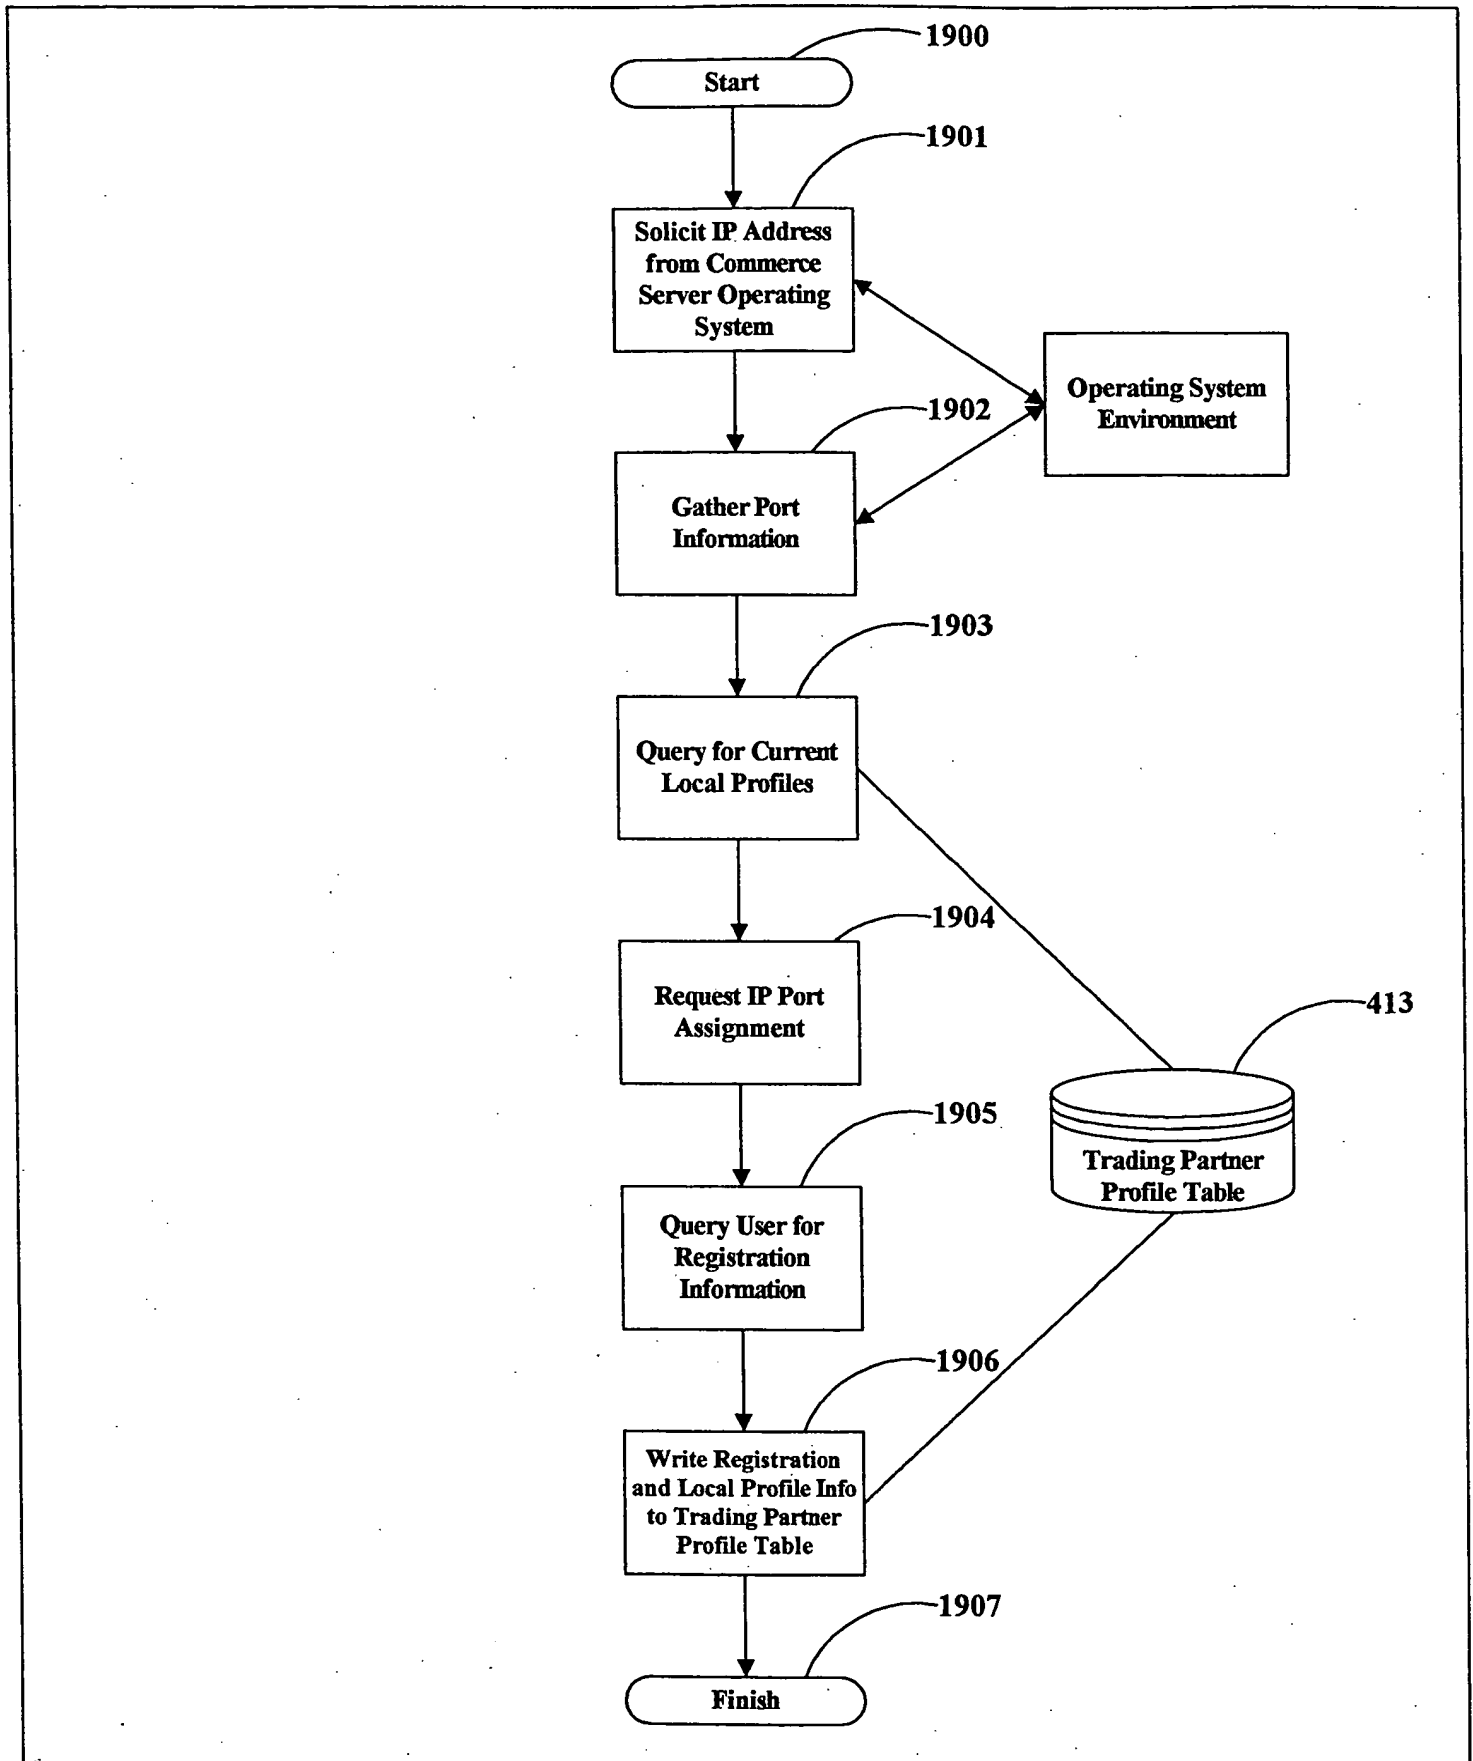 1900
Start
1901
Solicit IP Address
from Commerce
Server Operating
System
Operating System
Environment
1902
Gather Port
Information
1903
Query for Current
Local Profiles
1904
Request IP Port
Assignment
413
Trading Partner
Profile Table
1905
Query User for
Registration
Information
1906
Write Registration
and Local Profile Info
to Trading Partner
Profile Table
1907
Finish